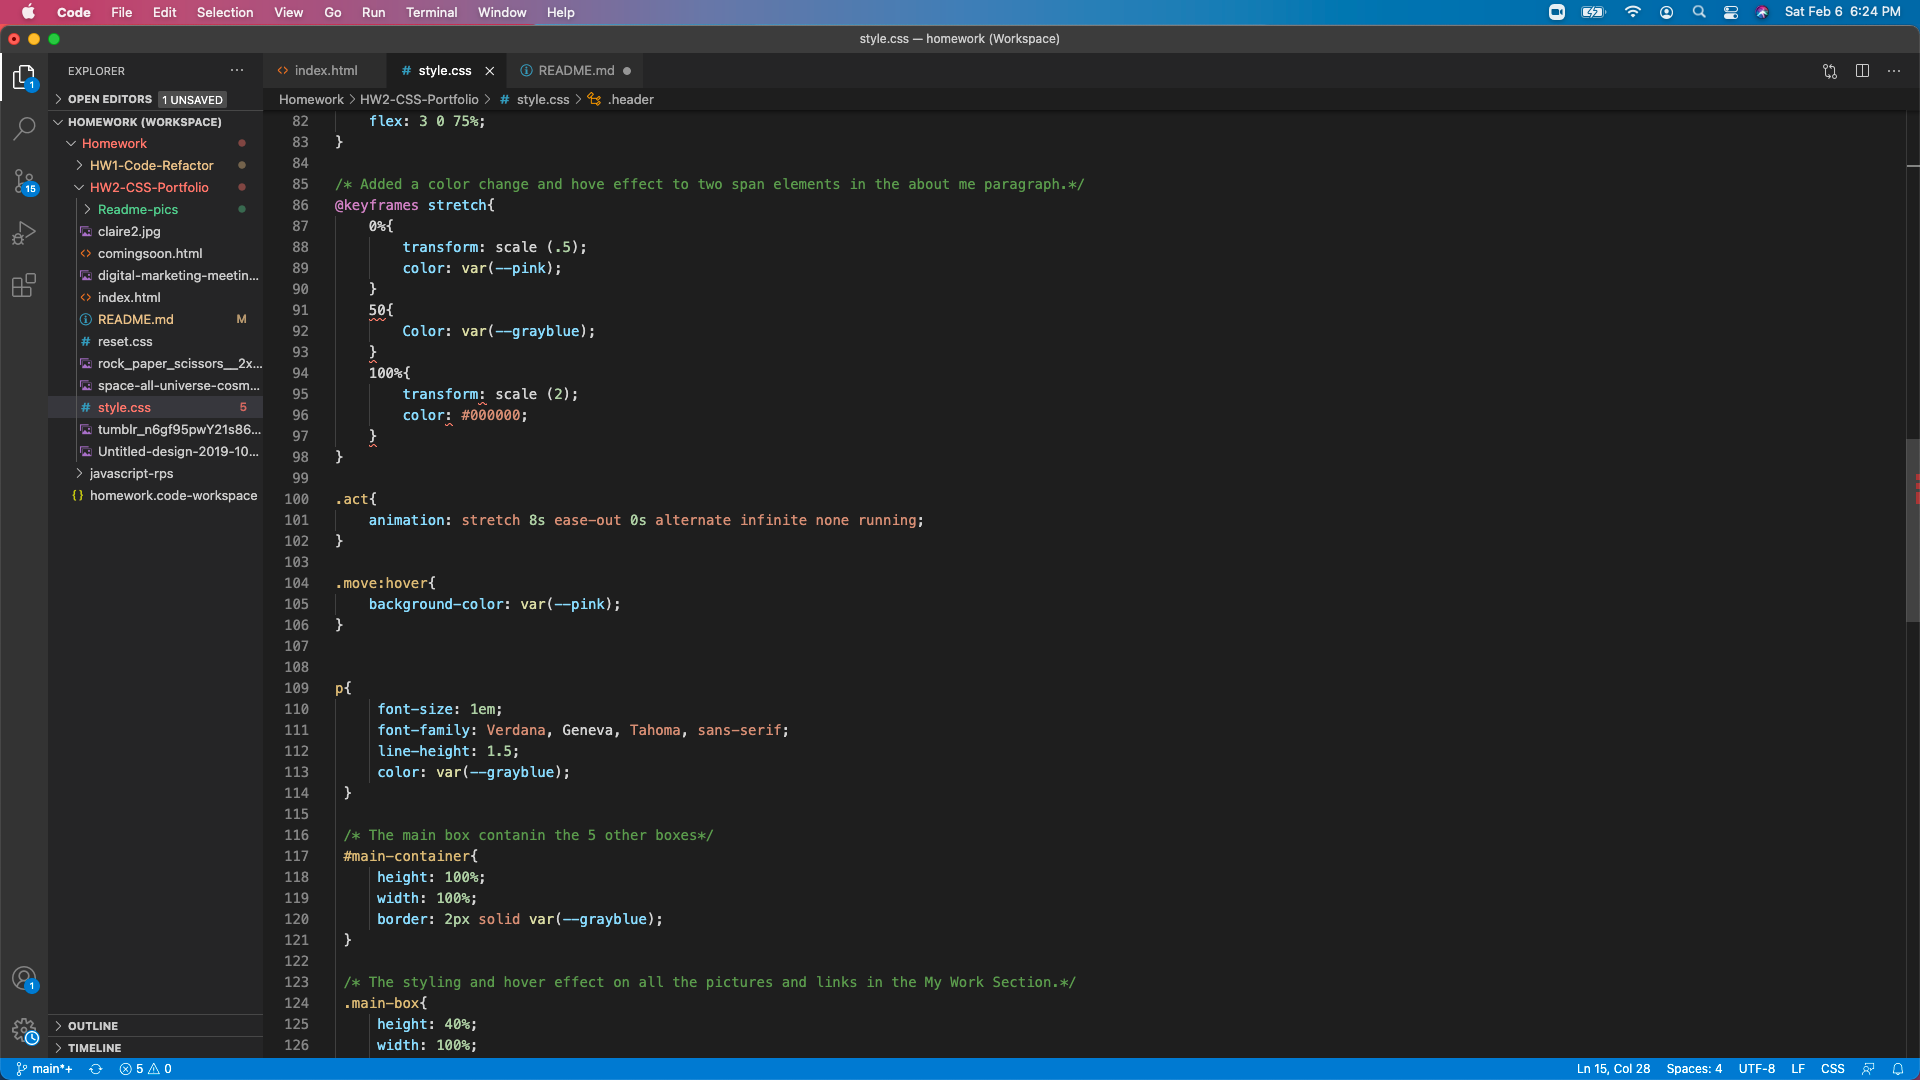 Code File Edit Selection View Go Run Terminal Window Help Sat Feb 6 6:24 PM
style.css — homework (Workspace)
EXPLORER ··· <> index.html # style.css × README.md ● ···
OPEN EDITORS 1 UNSAVED
Homework > HW2-CSS-Portfolio > # style.css > .header
HOMEWORK (WORKSPACE)
Homework
HW1-Code-Refactor
HW2-CSS-Portfolio
Readme-pics
claire2.jpg
<> comingsoon.html
digital-marketing-meetin...
<> index.html
README.md M
# reset.css
rock_paper_scissors__2x...
space-all-universe-cosm...
# style.css 5
tumblr_n6gf95pwY21s86...
Untitled-design-2019-10...
javascript-rps
{} homework.code-workspace
OUTLINE
TIMELINE
1
15
1
82 flex: 3 0 75%;
83 }
84
85 /* Added a color change and hove effect to two span elements in the about me paragraph.*/
86 @keyframes stretch{
87 0%{
88 transform: scale (.5);
89 color: var(--pink);
90 }
91 50{
92 Color: var(--grayblue);
93 }
94 100%{
95 transform: scale (2);
96 color: #000000;
97 }
98 }
99
100 .act{
101 animation: stretch 8s ease-out 0s alternate infinite none running;
102 }
103
104 .move:hover{
105 background-color: var(--pink);
106 }
107
108
109 p{
110 font-size: 1em;
111 font-family: Verdana, Geneva, Tahoma, sans-serif;
112 line-height: 1.5;
113 color: var(--grayblue);
114 }
115
116 /* The main box contanin the 5 other boxes*/
117 #main-container{
118 height: 100%;
119 width: 100%;
120 border: 2px solid var(--grayblue);
121 }
122
123 /* The styling and hover effect on all the pictures and links in the My Work Section.*/
124 .main-box{
125 height: 40%;
126 width: 100%;
main*+ 5 0 Ln 15, Col 28 Spaces: 4 UTF-8 LF CSS